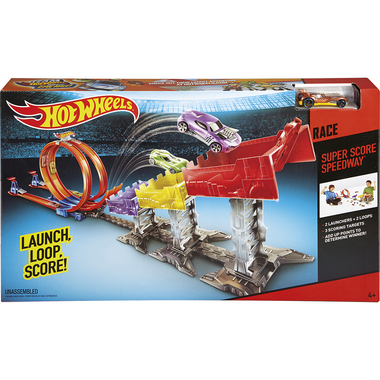 Hot Wheels
RACE
SUPER SCORE
SPEEDWAY
LAUNCH,
LOOP,
SCORE!
2 LAUNCHERS + 2 LOOPS
3 SCORING TARGETS
ADD UP POINTS TO
DETERMINE WINNER!
UNASSEMBLED
4+